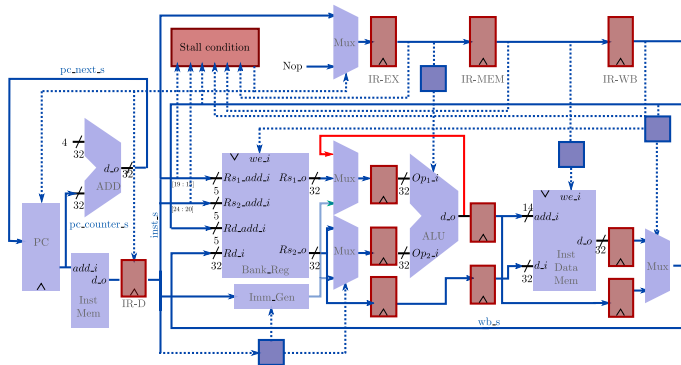 Stall condition
Mux
Nop
IR-EX
IR-MEM
IR-WB
pc_next_s
4
32
32
d_o
32
ADD
pc_counter_s
PC
add_i
d_o
Inst
Mem
IR-D
inst_s
[19 : 15]
[24 : 20]
we_i
5
Rs1_add_i
5
Rs2_add_i
5
Rd_add_i
32
Rd_i
Rs1_o
32
Rs2_o
32
Bank_Reg
Imm_Gen
Mux
Mux
32
32
Op1_i
Op2_i
d_o
ALU
32
14
we_i
add_i
32
d_i
d_o
32
Inst
Data
Mem
Mux
wb_s